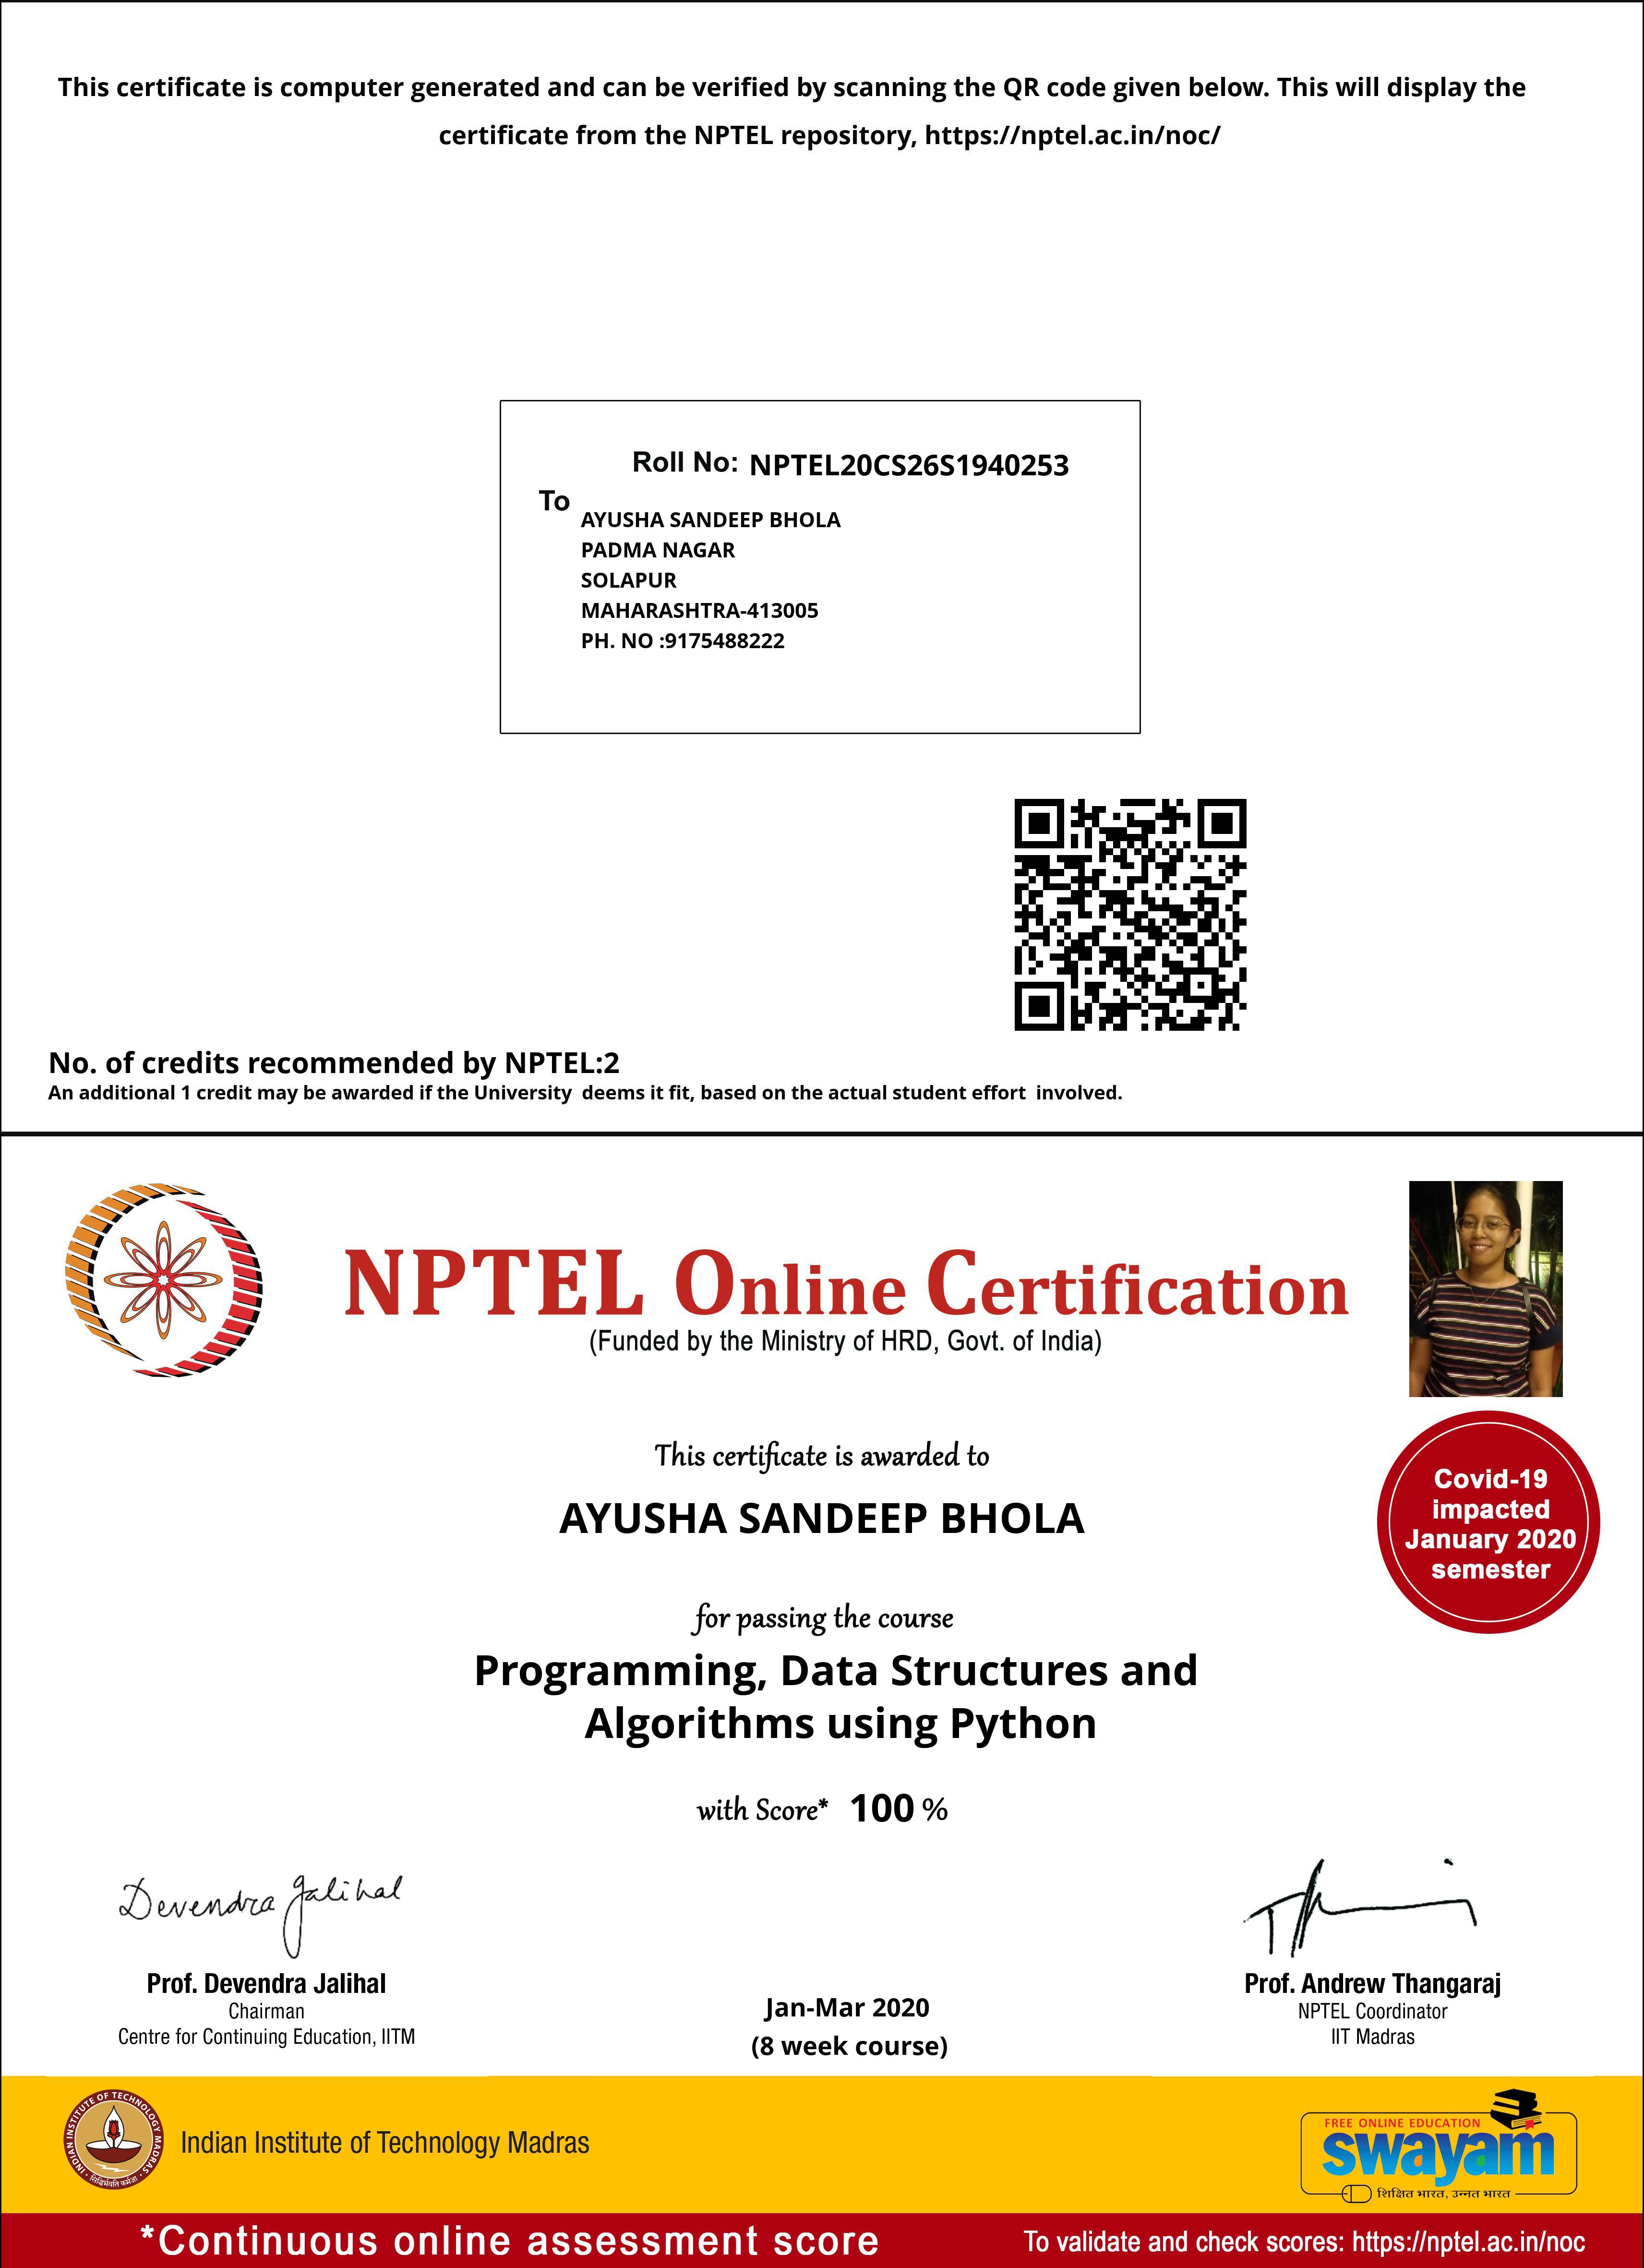 This certificate is computer generated and can be verified by scanning the QR code given below. This will display the
certificate from the NPTEL repository, https://nptel.ac.in/noc/
Roll No: NPTEL20CS26S1940253
To
AYUSHA SANDEEP BHOLA
PADMA NAGAR
SOLAPUR
MAHARASHTRA-413005
PH. NO :9175488222
No. of credits recommended by NPTEL:2
An additional 1 credit may be awarded if the University deems it fit, based on the actual student effort involved.
NPTEL Online Certification
(Funded by the Ministry of HRD, Govt. of India)
This certificate is awarded to
AYUSHA SANDEEP BHOLA
Covid-19
impacted
January 2020
semester
for passing the course
Programming, Data Structures and
Algorithms using Python
with Score* 100 %
Devendra Jalihal
Prof. Devendra Jalihal
Chairman
Centre for Continuing Education, IITM
Jan-Mar 2020
(8 week course)
Prof. Andrew Thangaraj
NPTEL Coordinator
IIT Madras
INDIAN INSTITUTE OF TECHNOLOGY MADRAS
सिद्धिर्भवति कर्मजा
Indian Institute of Technology Madras
FREE ONLINE EDUCATION
swayam
शिक्षित भारत, उन्नत भारत
*Continuous online assessment score
To validate and check scores: https://nptel.ac.in/noc